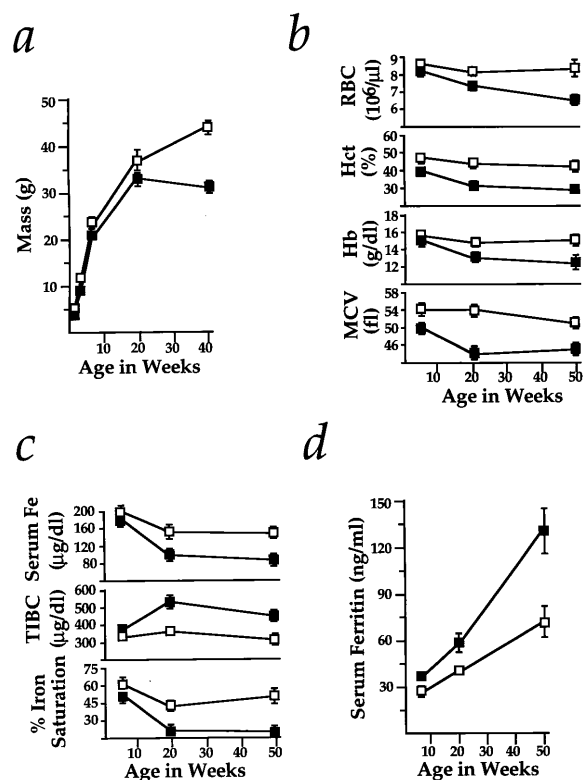 a
Mass (g)
50
40
30
20
10
0 10 20 30 40
Age in Weeks
b
RBC
(10⁶/µl)
9
8
7
6
Hct
(%)
60
50
40
30
Hb
(g/dl)
18
16
14
12
MCV
(fl)
58
54
50
46
10 20 30 40 50
Age in Weeks
c
Serum Fe
(µg/dl)
200
160
120
80
TIBC
(µg/dl)
600
500
400
300
% Iron
Saturation
75
60
45
30
10 20 30 40 50
Age in Weeks
d
Serum Ferritin (ng/ml)
150
120
90
60
30
10 20 30 40 50
Age in Weeks